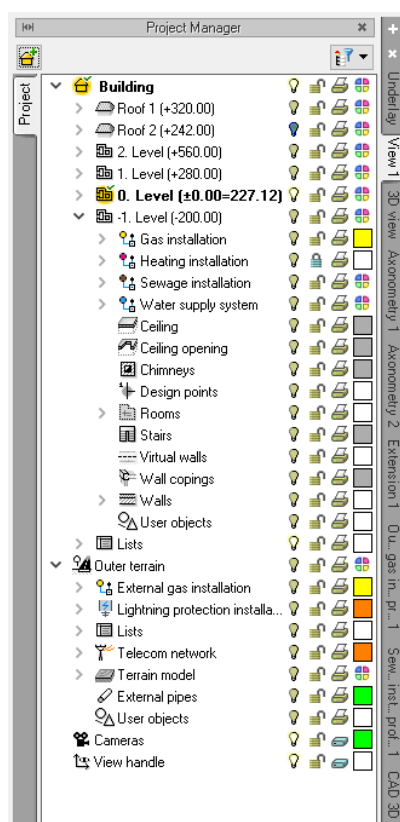 Project Manager
Project
Building
Roof 1 (+320.00)
Roof 2 (+242.00)
2. Level (+560.00)
1. Level (+280.00)
0. Level (±0.00=227.12)
-1. Level (-200.00)
Gas installation
Heating installation
Sewage installation
Water supply system
Ceiling
Ceiling opening
Chimneys
Design points
Rooms
Stairs
Virtual walls
Wall copings
Walls
User objects
Lists
Outer terrain
External gas installation
Lightning protection installa...
Lists
Telecom network
Terrain model
External pipes
User objects
Cameras
View handle
Underlay
View 1
3D view
Axonometry 1
Axonometry 2
Extension 1
Ou... gas in... pr... 1
Sew... inst... prof... 1
CAD 3D